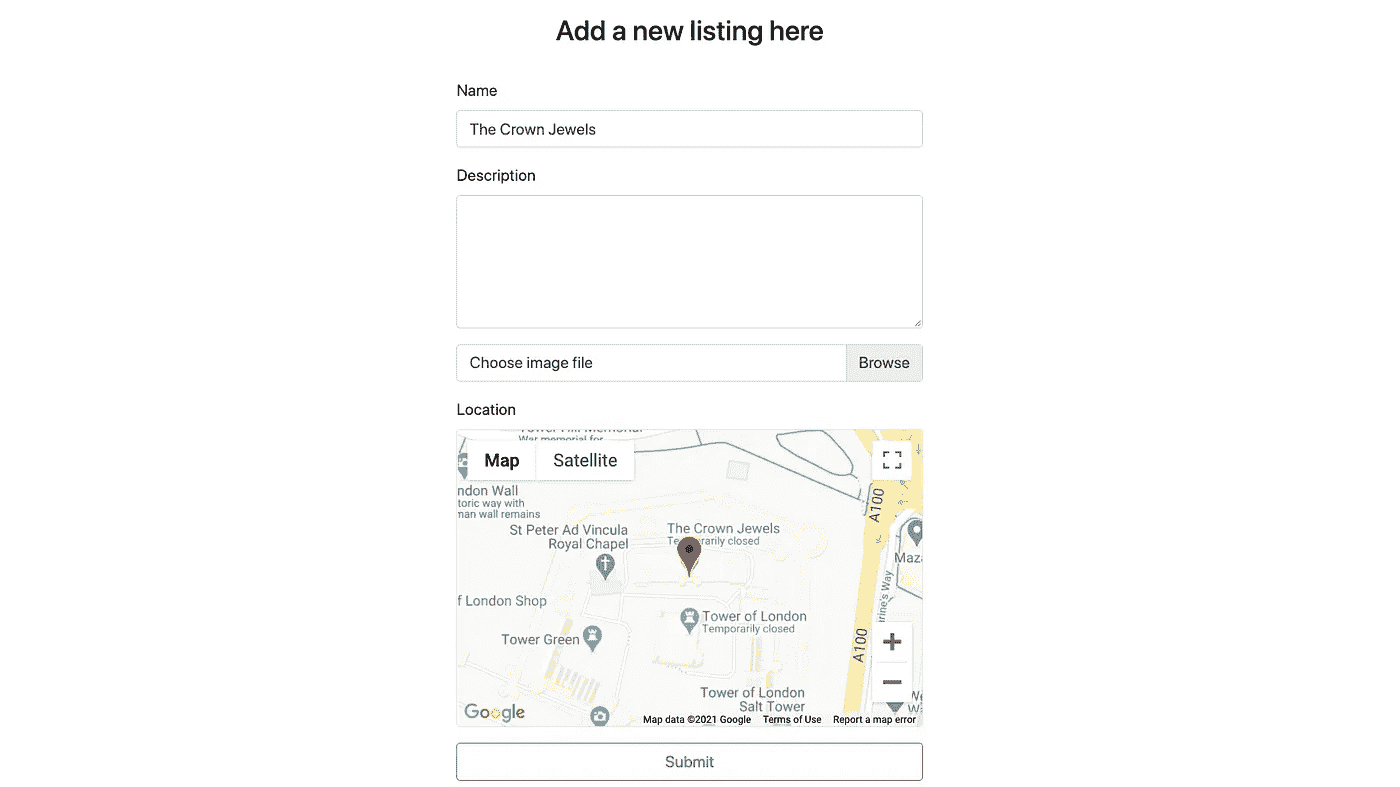 Add a new listing here
Name
The Crown Jewels
Description
Choose image file
Browse
Location
War memorial for
Map
Satellite
ndon Wall
toric way with
man wall remains
A100
St Peter Ad Vincula
Royal Chapel
The Crown Jewels
Temporarily closed
Maza
rine's Way
f London Shop
Tower of London
Temporarily closed
Tower Green
A100
Tower of London
Salt Tower
Google
Map data ©2021 Google
Terms of Use
Report a map error
Submit